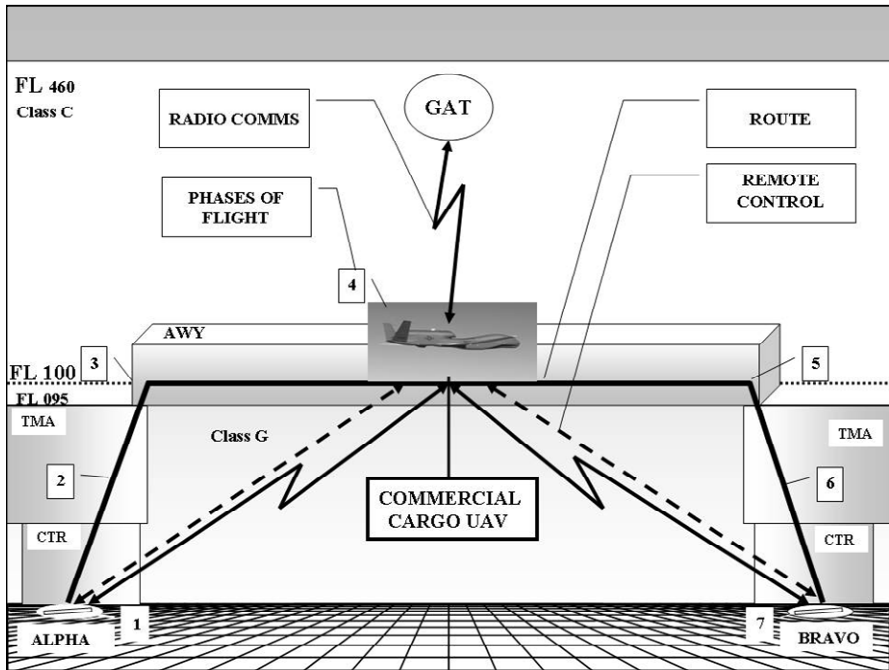 FL 460
Class C
RADIO COMMS
GAT
ROUTE
PHASES OF
FLIGHT
REMOTE
CONTROL
4
AWY
3
5
FL 100
FL 095
TMA
Class G
TMA
2
6
COMMERCIAL
CARGO UAV
CTR
CTR
1
7
ALPHA
BRAVO